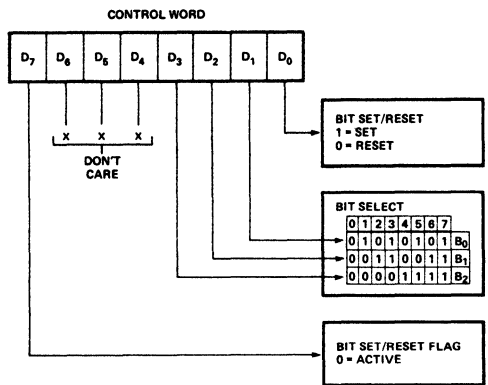 CONTROL WORD
D7 D6 D5 D4 D3 D2 D1 D0
X X X
DON'T
CARE
BIT SET/RESET
1 = SET
0 = RESET
BIT SELECT
0 1 2 3 4 5 6 7
0 1 0 1 0 1 0 1 B0
0 0 1 1 0 0 1 1 B1
0 0 0 0 1 1 1 1 B2
BIT SET/RESET FLAG
0 = ACTIVE